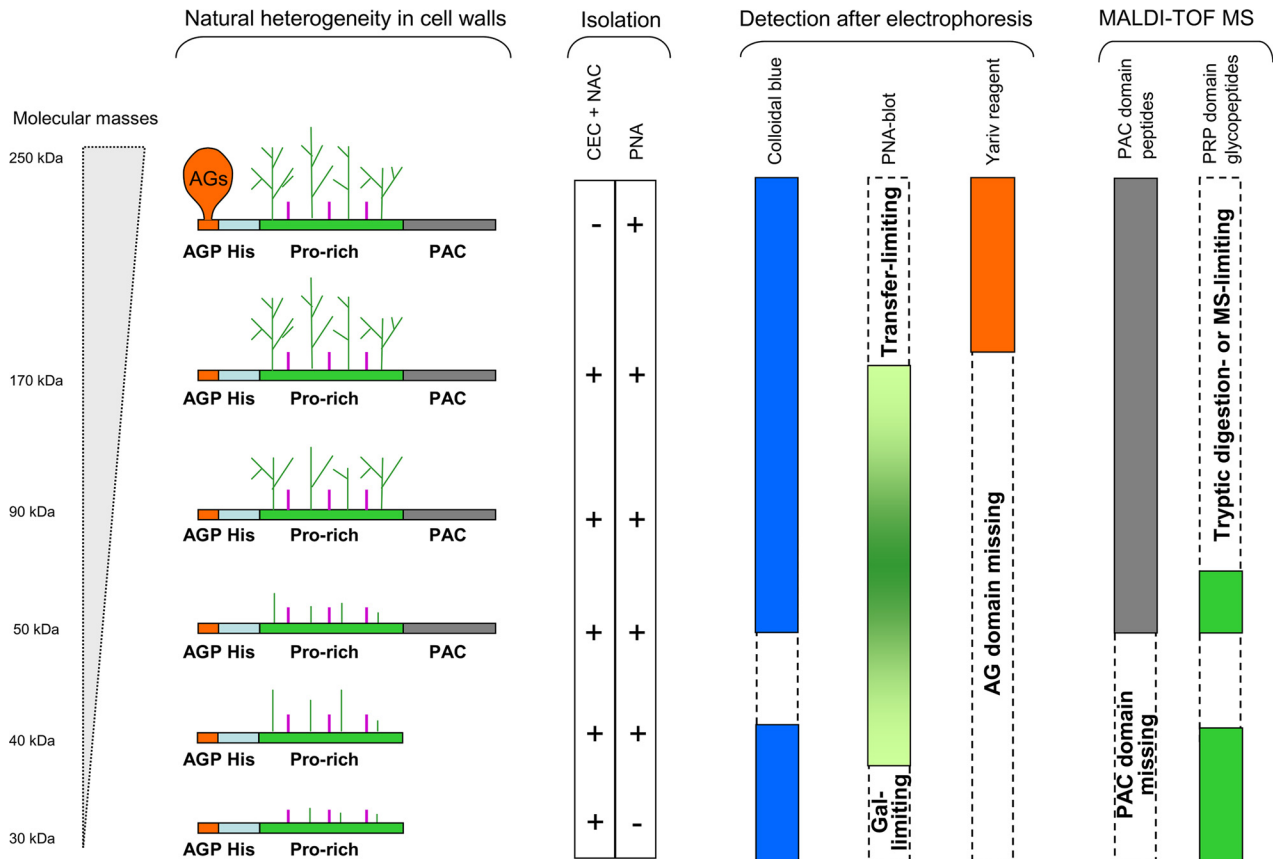 Natural heterogeneity in cell walls
Isolation
Detection after electrophoresis
MALDI-TOF MS
CEC + NAC
PNA
Colloidal blue
PNA-blot
Yariv reagent
PAC domain
peptides
PRP domain
glycopeptides
Molecular masses
250 kDa
AGs
AGP His Pro-rich PAC
- +
170 kDa
AGP His Pro-rich PAC
+ +
90 kDa
AGP His Pro-rich PAC
+ +
50 kDa
AGP His Pro-rich PAC
+ +
40 kDa
AGP His Pro-rich
+ +
30 kDa
AGP His Pro-rich
+ -
Transfer-limiting
Gal-
limiting
AG domain missing
PAC domain
missing
Tryptic digestion- or MS-limiting